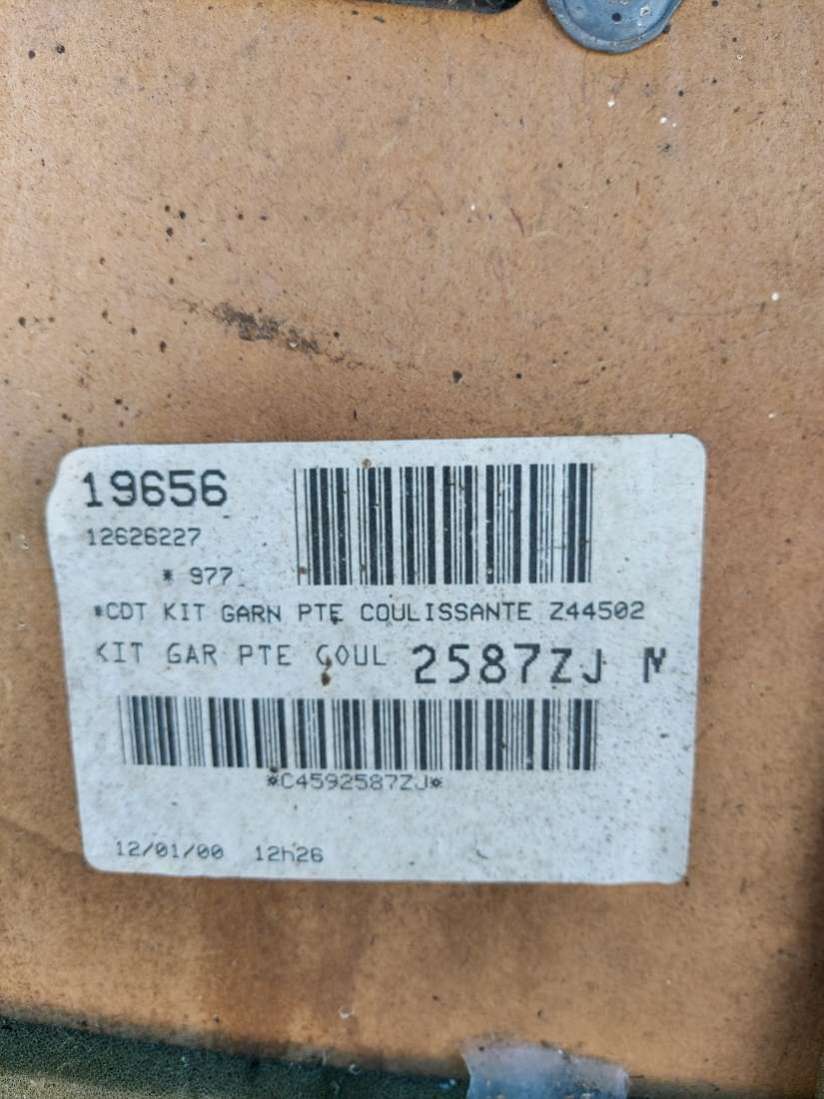 19656
12626227
* 977
*CDT KIT GARN PTE COULISSANTE Z44502
KIT GAR PTE COUL 2587ZJ N
*C4592587ZJ*
12/01/00 12h26